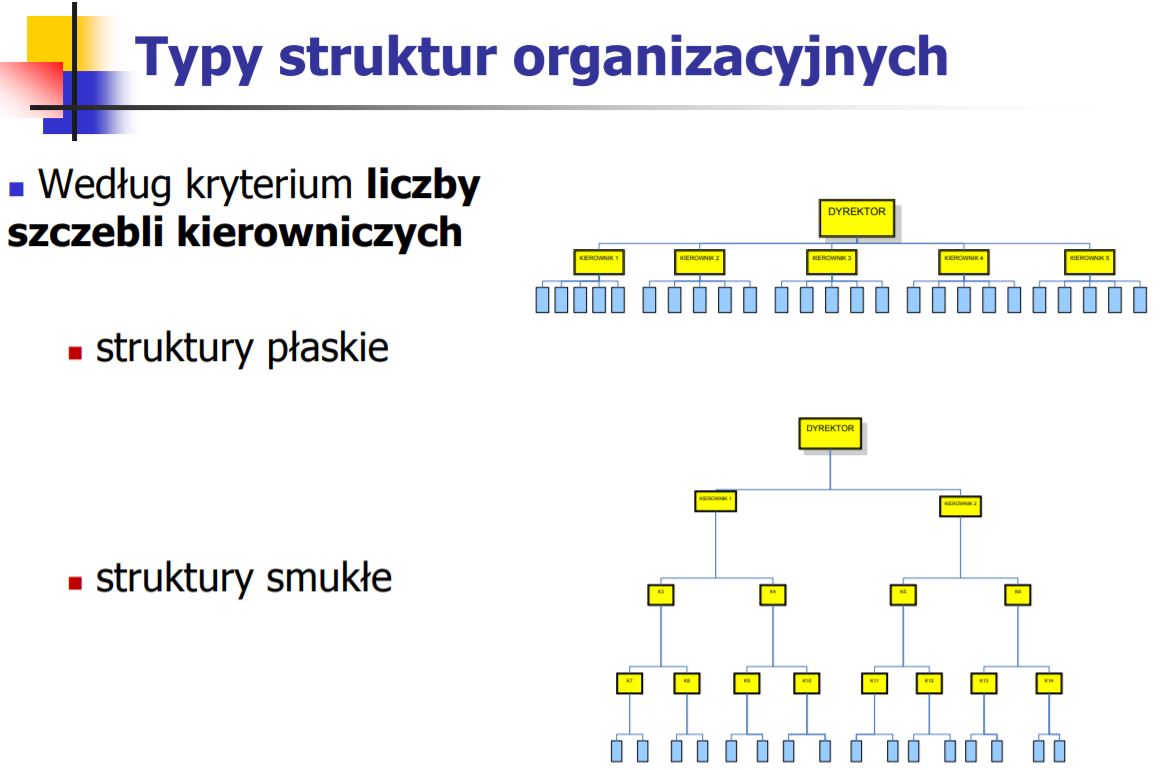 Typy struktur organizacyjnych
Według kryterium liczby
szczebli kierowniczych
struktury płaskie
struktury smukłe
DYREKTOR
KIEROWNIK 1
KIEROWNIK 2
KIEROWNIK 3
KIEROWNIK 4
KIEROWNIK 5
DYREKTOR
KIEROWNIK 1
KIEROWNIK 2
K3
K4
K5
K6
K7
K8
K9
K10
K11
K12
K13
K14